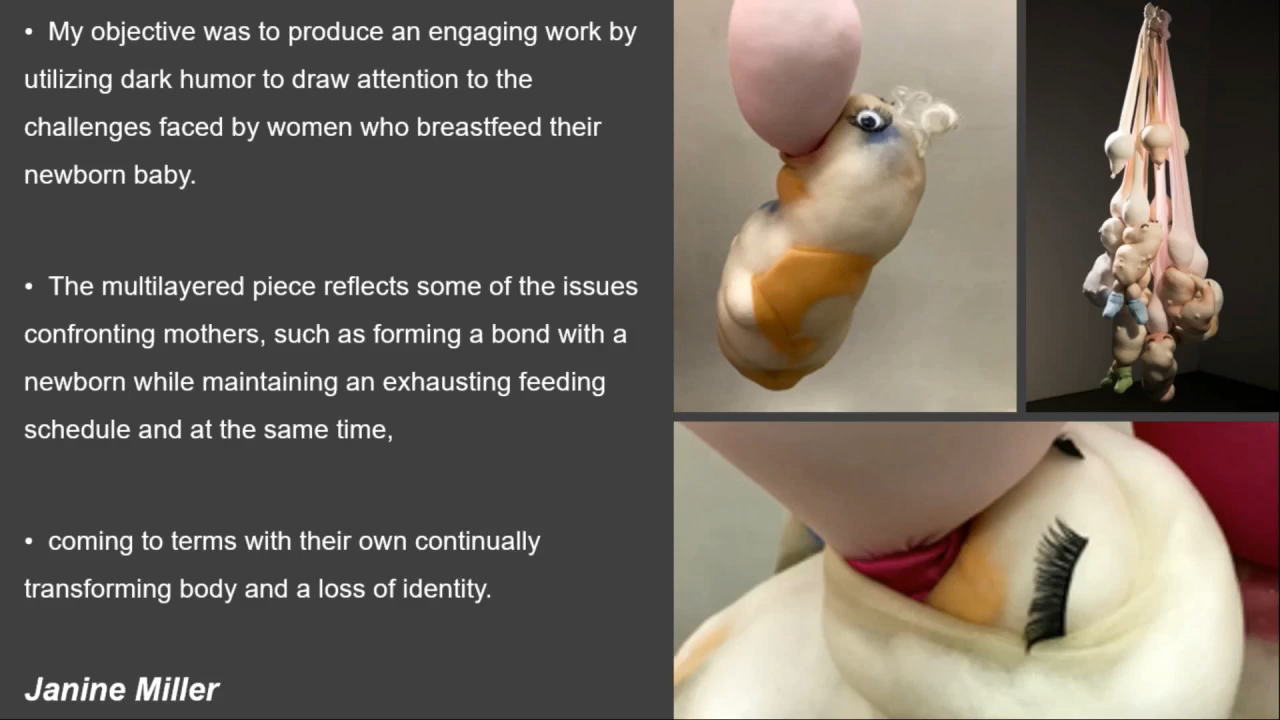 • My objective was to produce an engaging work by
utilizing dark humor to draw attention to the
challenges faced by women who breastfeed their
newborn baby.
• The multilayered piece reflects some of the issues
confronting mothers, such as forming a bond with a
newborn while maintaining an exhausting feeding
schedule and at the same time,
• coming to terms with their own continually
transforming body and a loss of identity.
Janine Miller